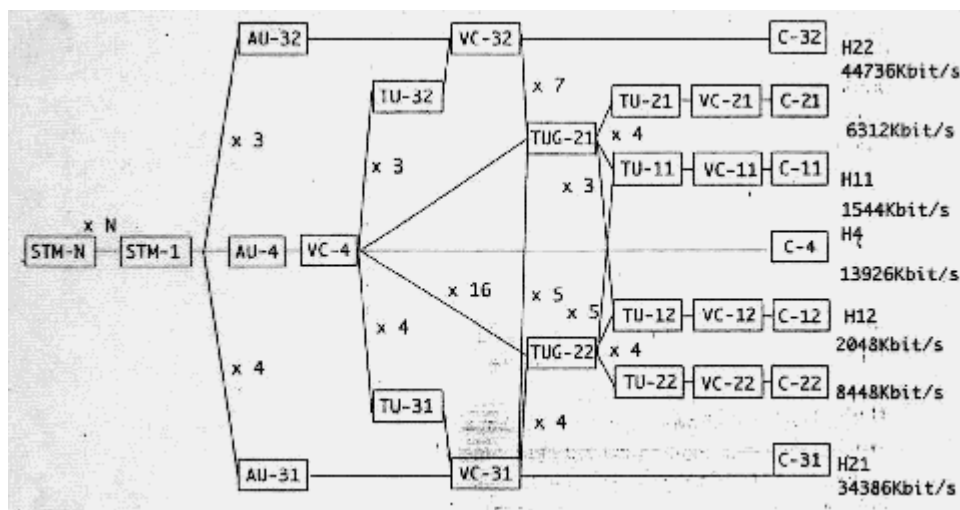 AU-32
VC-32
C-32
H22
44736Kbit/s
TU-32
x 7
TU-21
VC-21
C-21
6312Kbit/s
x 3
TUG-21
x 4
x 3
x 3
TU-11
VC-11
C-11
H11
1544Kbit/s
x N
STM-N
STM-1
AU-4
VC-4
C-4
H4
13926Kbit/s
x 16
x 5
x 5
TU-12
VC-12
C-12
H12
2048Kbit/s
x 4
x 4
TUG-22
x 4
TU-22
VC-22
C-22
8448Kbit/s
TU-31
x 4
AU-31
VC-31
C-31
H21
34386Kbit/s